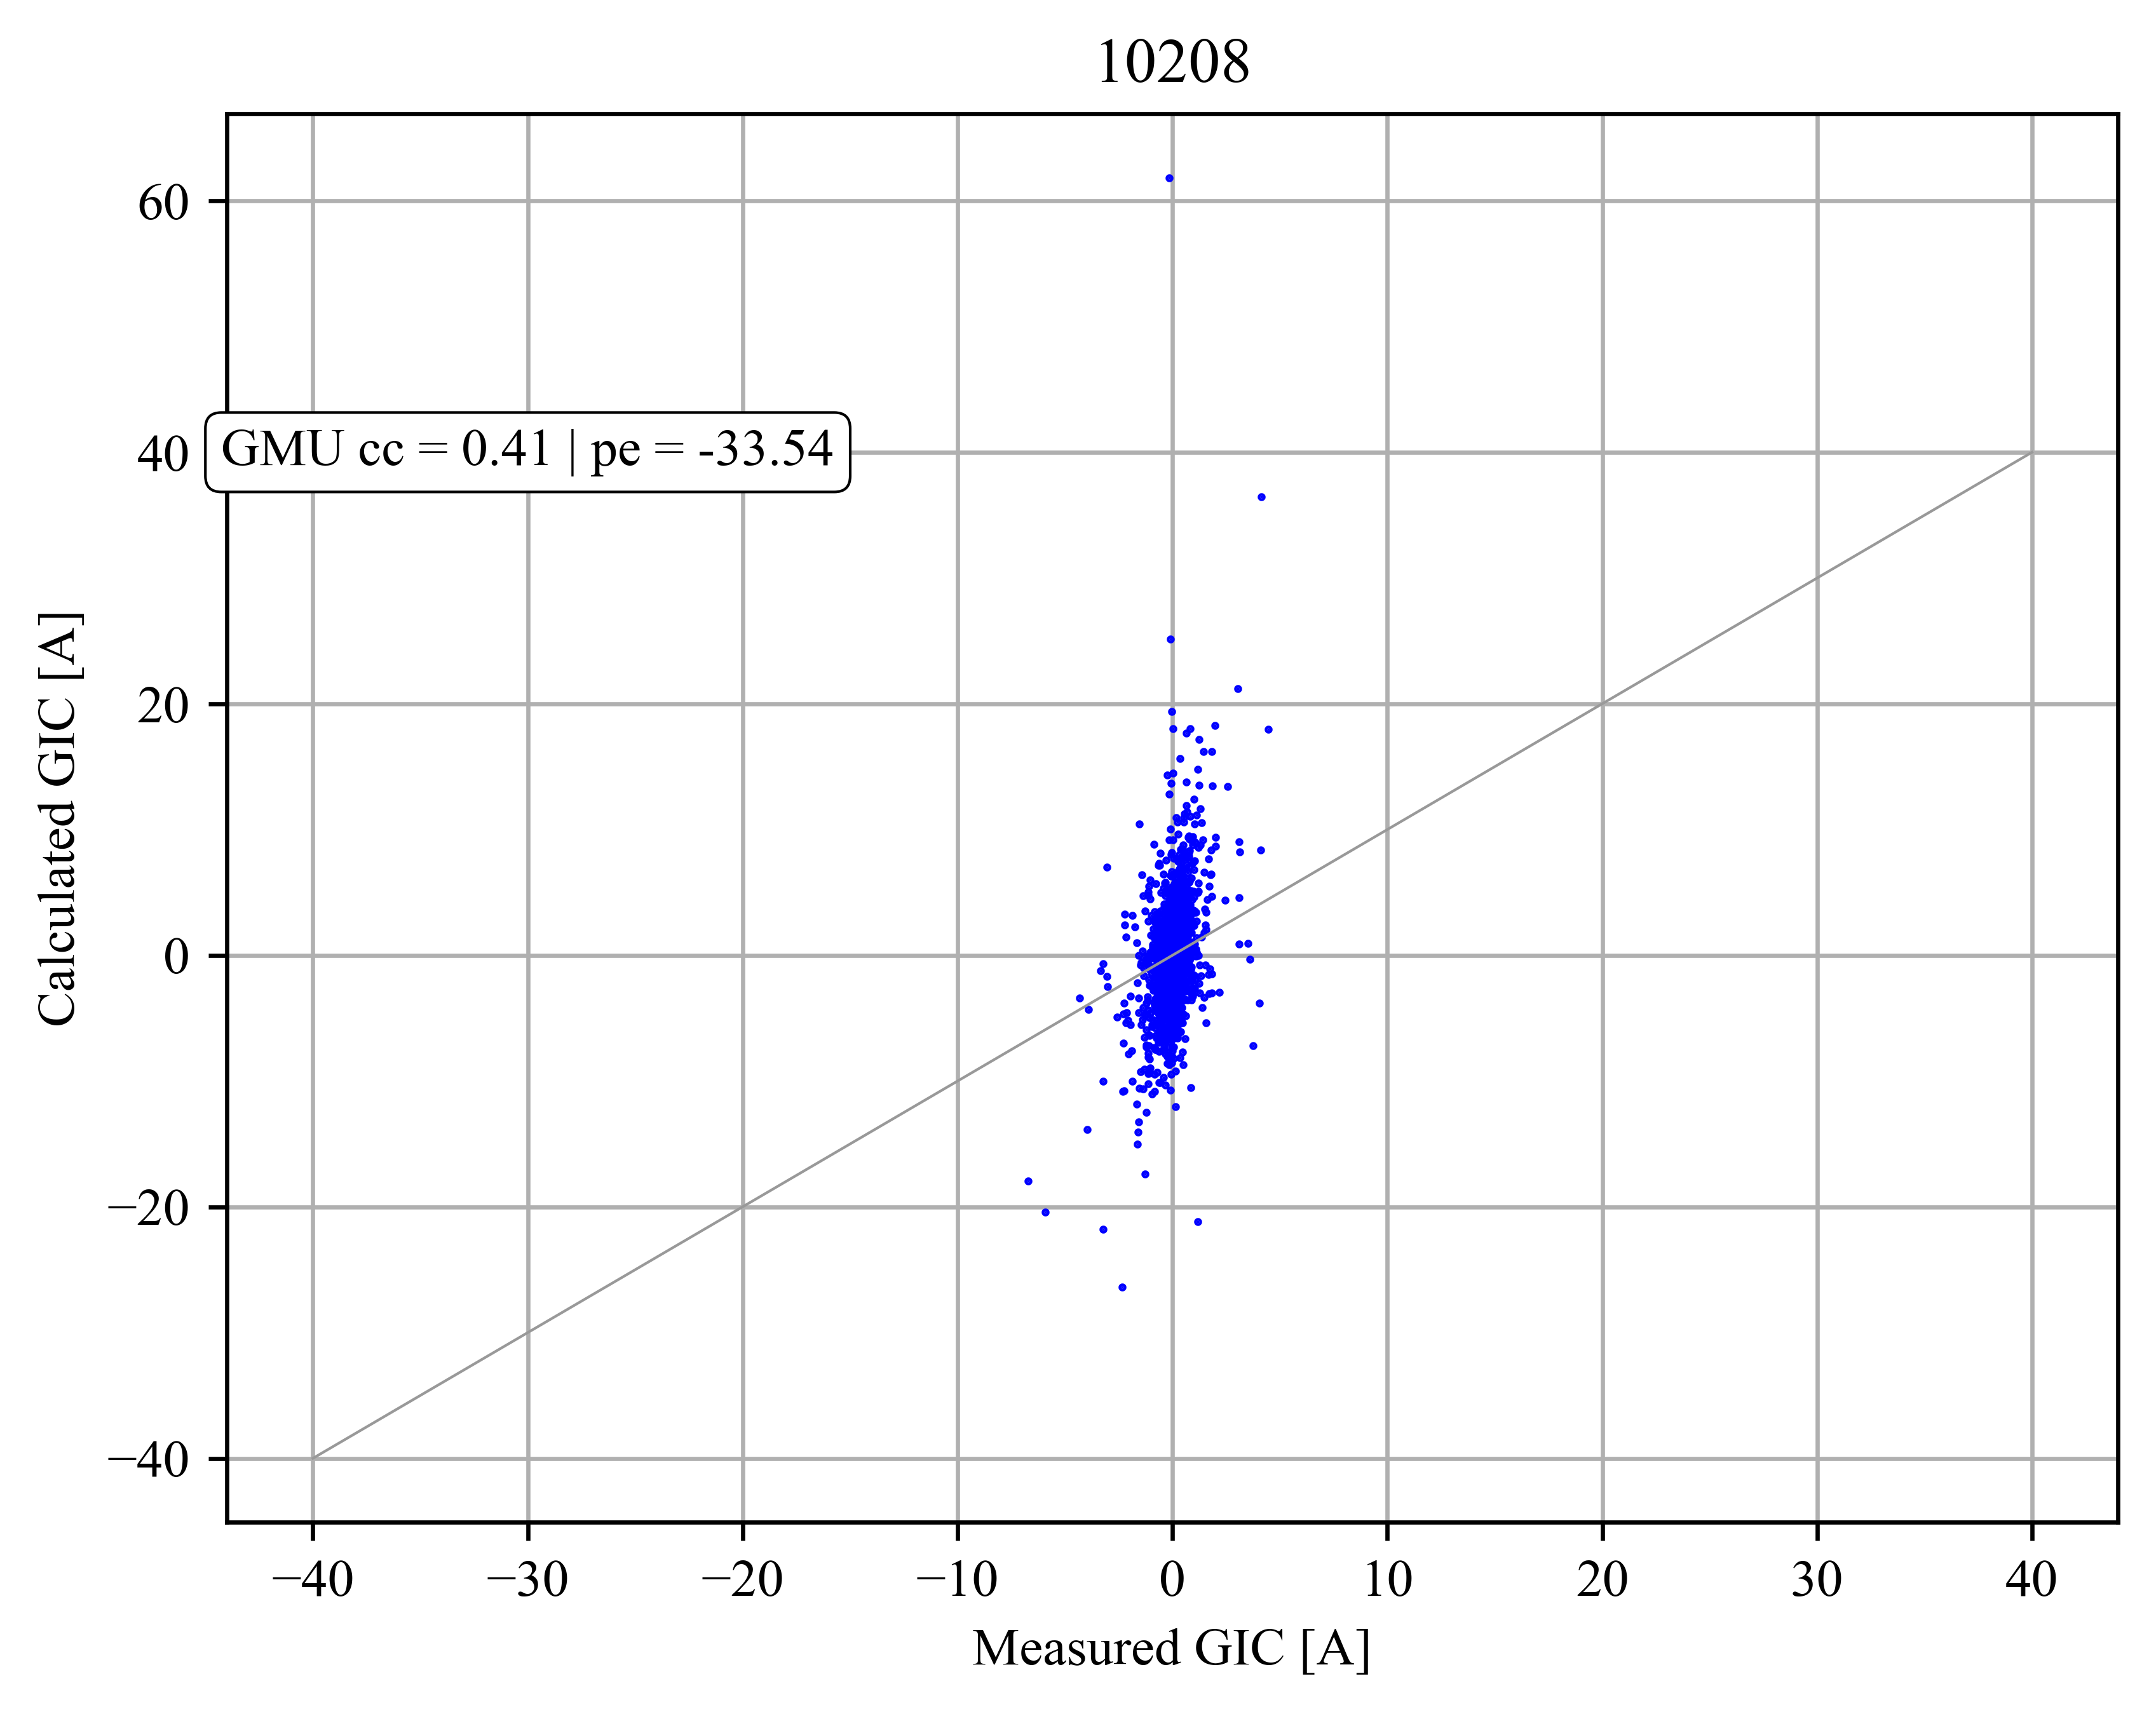 10208
60
40
20
0
−20
−40
GMU cc = 0.41 | pe = -33.54
Calculated GIC [A]
−40 −30 −20 −10 0 10 20 30 40
Measured GIC [A]